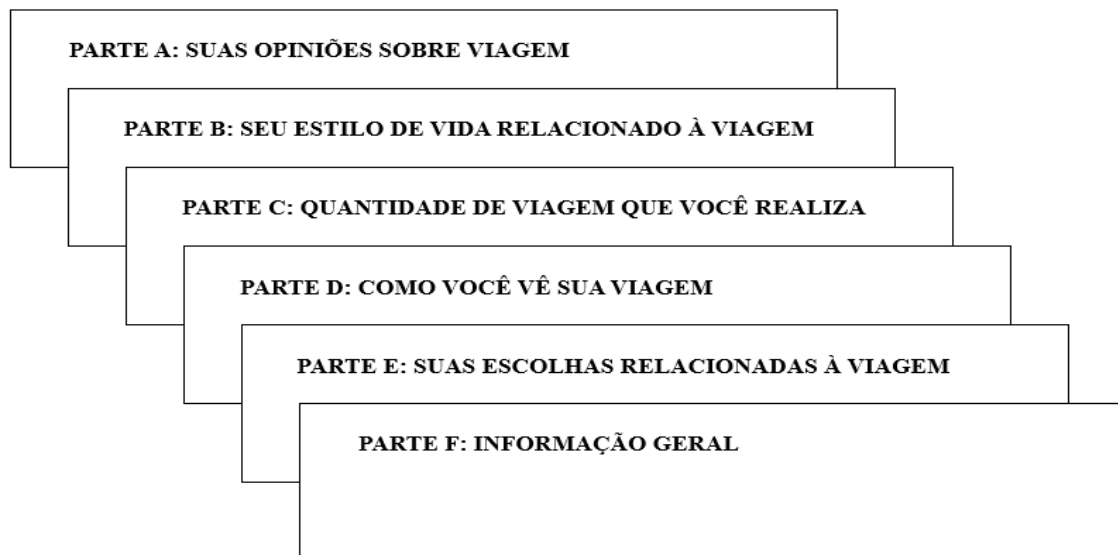 PARTE A: SUAS OPINIÕES SOBRE VIAGEM
PARTE B: SEU ESTILO DE VIDA RELACIONADO À VIAGEM
PARTE C: QUANTIDADE DE VIAGEM QUE VOCÊ REALIZA
PARTE D: COMO VOCÊ VÊ SUA VIAGEM
PARTE E: SUAS ESCOLHAS RELACIONADAS À VIAGEM
PARTE F: INFORMAÇÃO GERAL